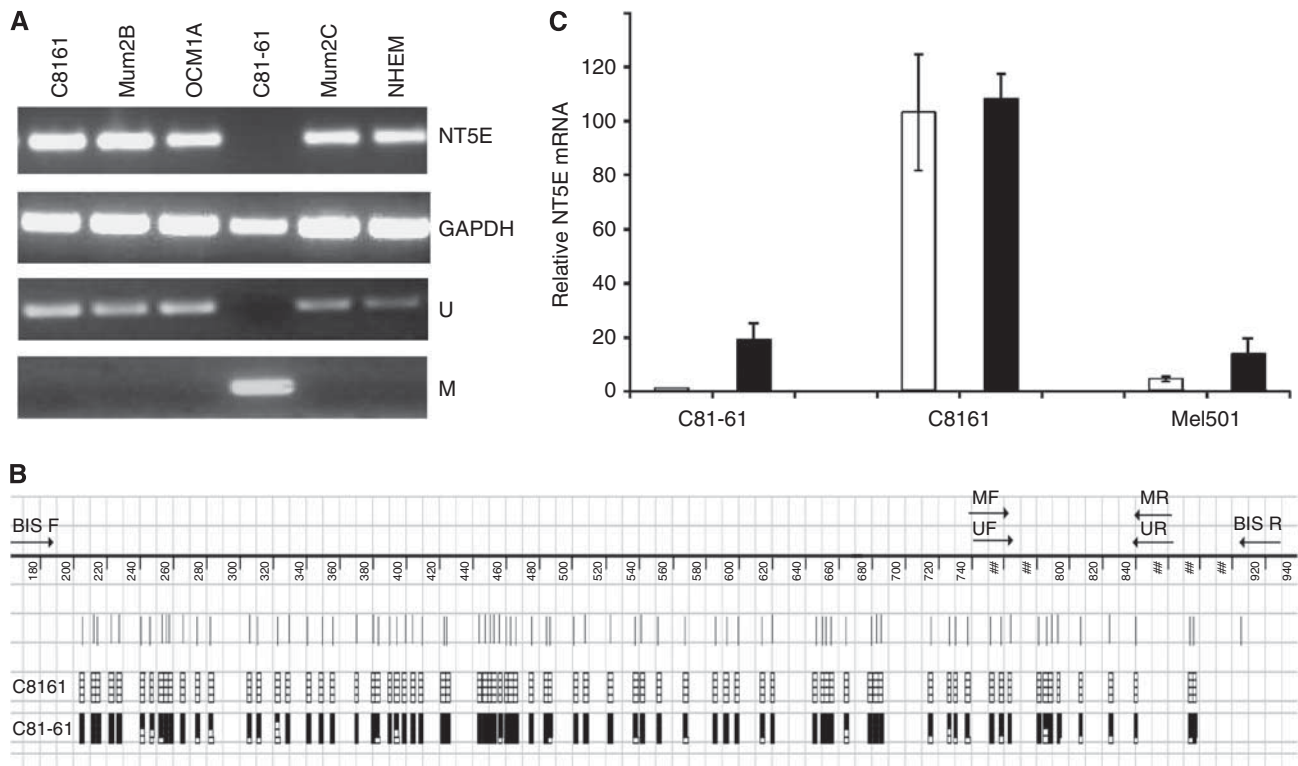 A
C8161
Mum2B
OCM1A
C81-61
Mum2C
NHEM
NT5E
GAPDH
U
M
C
Relative NT5E mRNA
120
100
80
60
40
20
0
C81-61
C8161
Mel501
B
BIS F
MF
MR
UF
UR
BIS R
180 200 220 240 260 280 300 320 340 360 380 400 420 440 460 480 500 520 540 560 580 600 620 640 660 680 700 720 740 ## ## 800 820 840 ## ## ## 920 940
C8161
C81-61